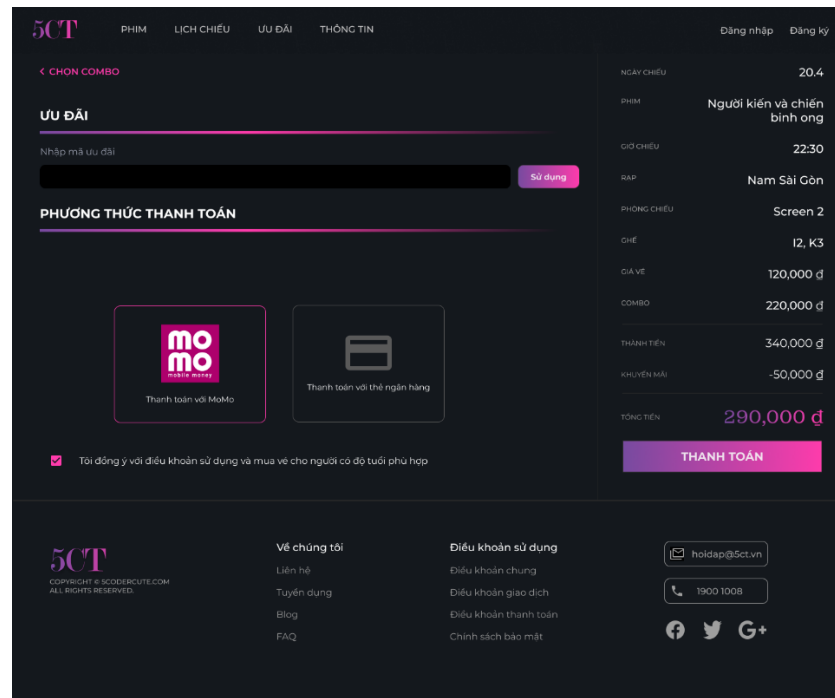 5CT PHIM LỊCH CHIẾU ƯU ĐÃI THÔNG TIN Đăng nhập Đăng ký
< CHỌN COMBO
ƯU ĐÃI
Nhập mã ưu đãi
Sử dụng
PHƯƠNG THỨC THANH TOÁN
mo
mo
mobile money
Thanh toán với MoMo
Thanh toán với thẻ ngân hàng
Tôi đồng ý với điều khoản sử dụng và mua vé cho người có độ tuổi phù hợp
NGÀY CHIẾU 20.4
PHIM Người kiến và chiến
binh ong
GIỜ CHIẾU 22:30
RẠP Nam Sài Gòn
PHÒNG CHIẾU Screen 2
GHẾ I2, K3
GIÁ VÉ 120,000 ₫
COMBO 220,000 ₫
THÀNH TIỀN 340,000 ₫
KHUYẾN MÃI -50,000 ₫
TỔNG TIỀN 290,000 ₫
THANH TOÁN
5CT
COPYRIGHT © 5CODERCUTE.COM
ALL RIGHTS RESERVED.
Về chúng tôi
Liên hệ
Tuyển dụng
Blog
FAQ
Điều khoản sử dụng
Điều khoản chung
Điều khoản giao dịch
Điều khoản thanh toán
Chính sách bảo mật
hoidap@5ct.vn
1900 1008
G+